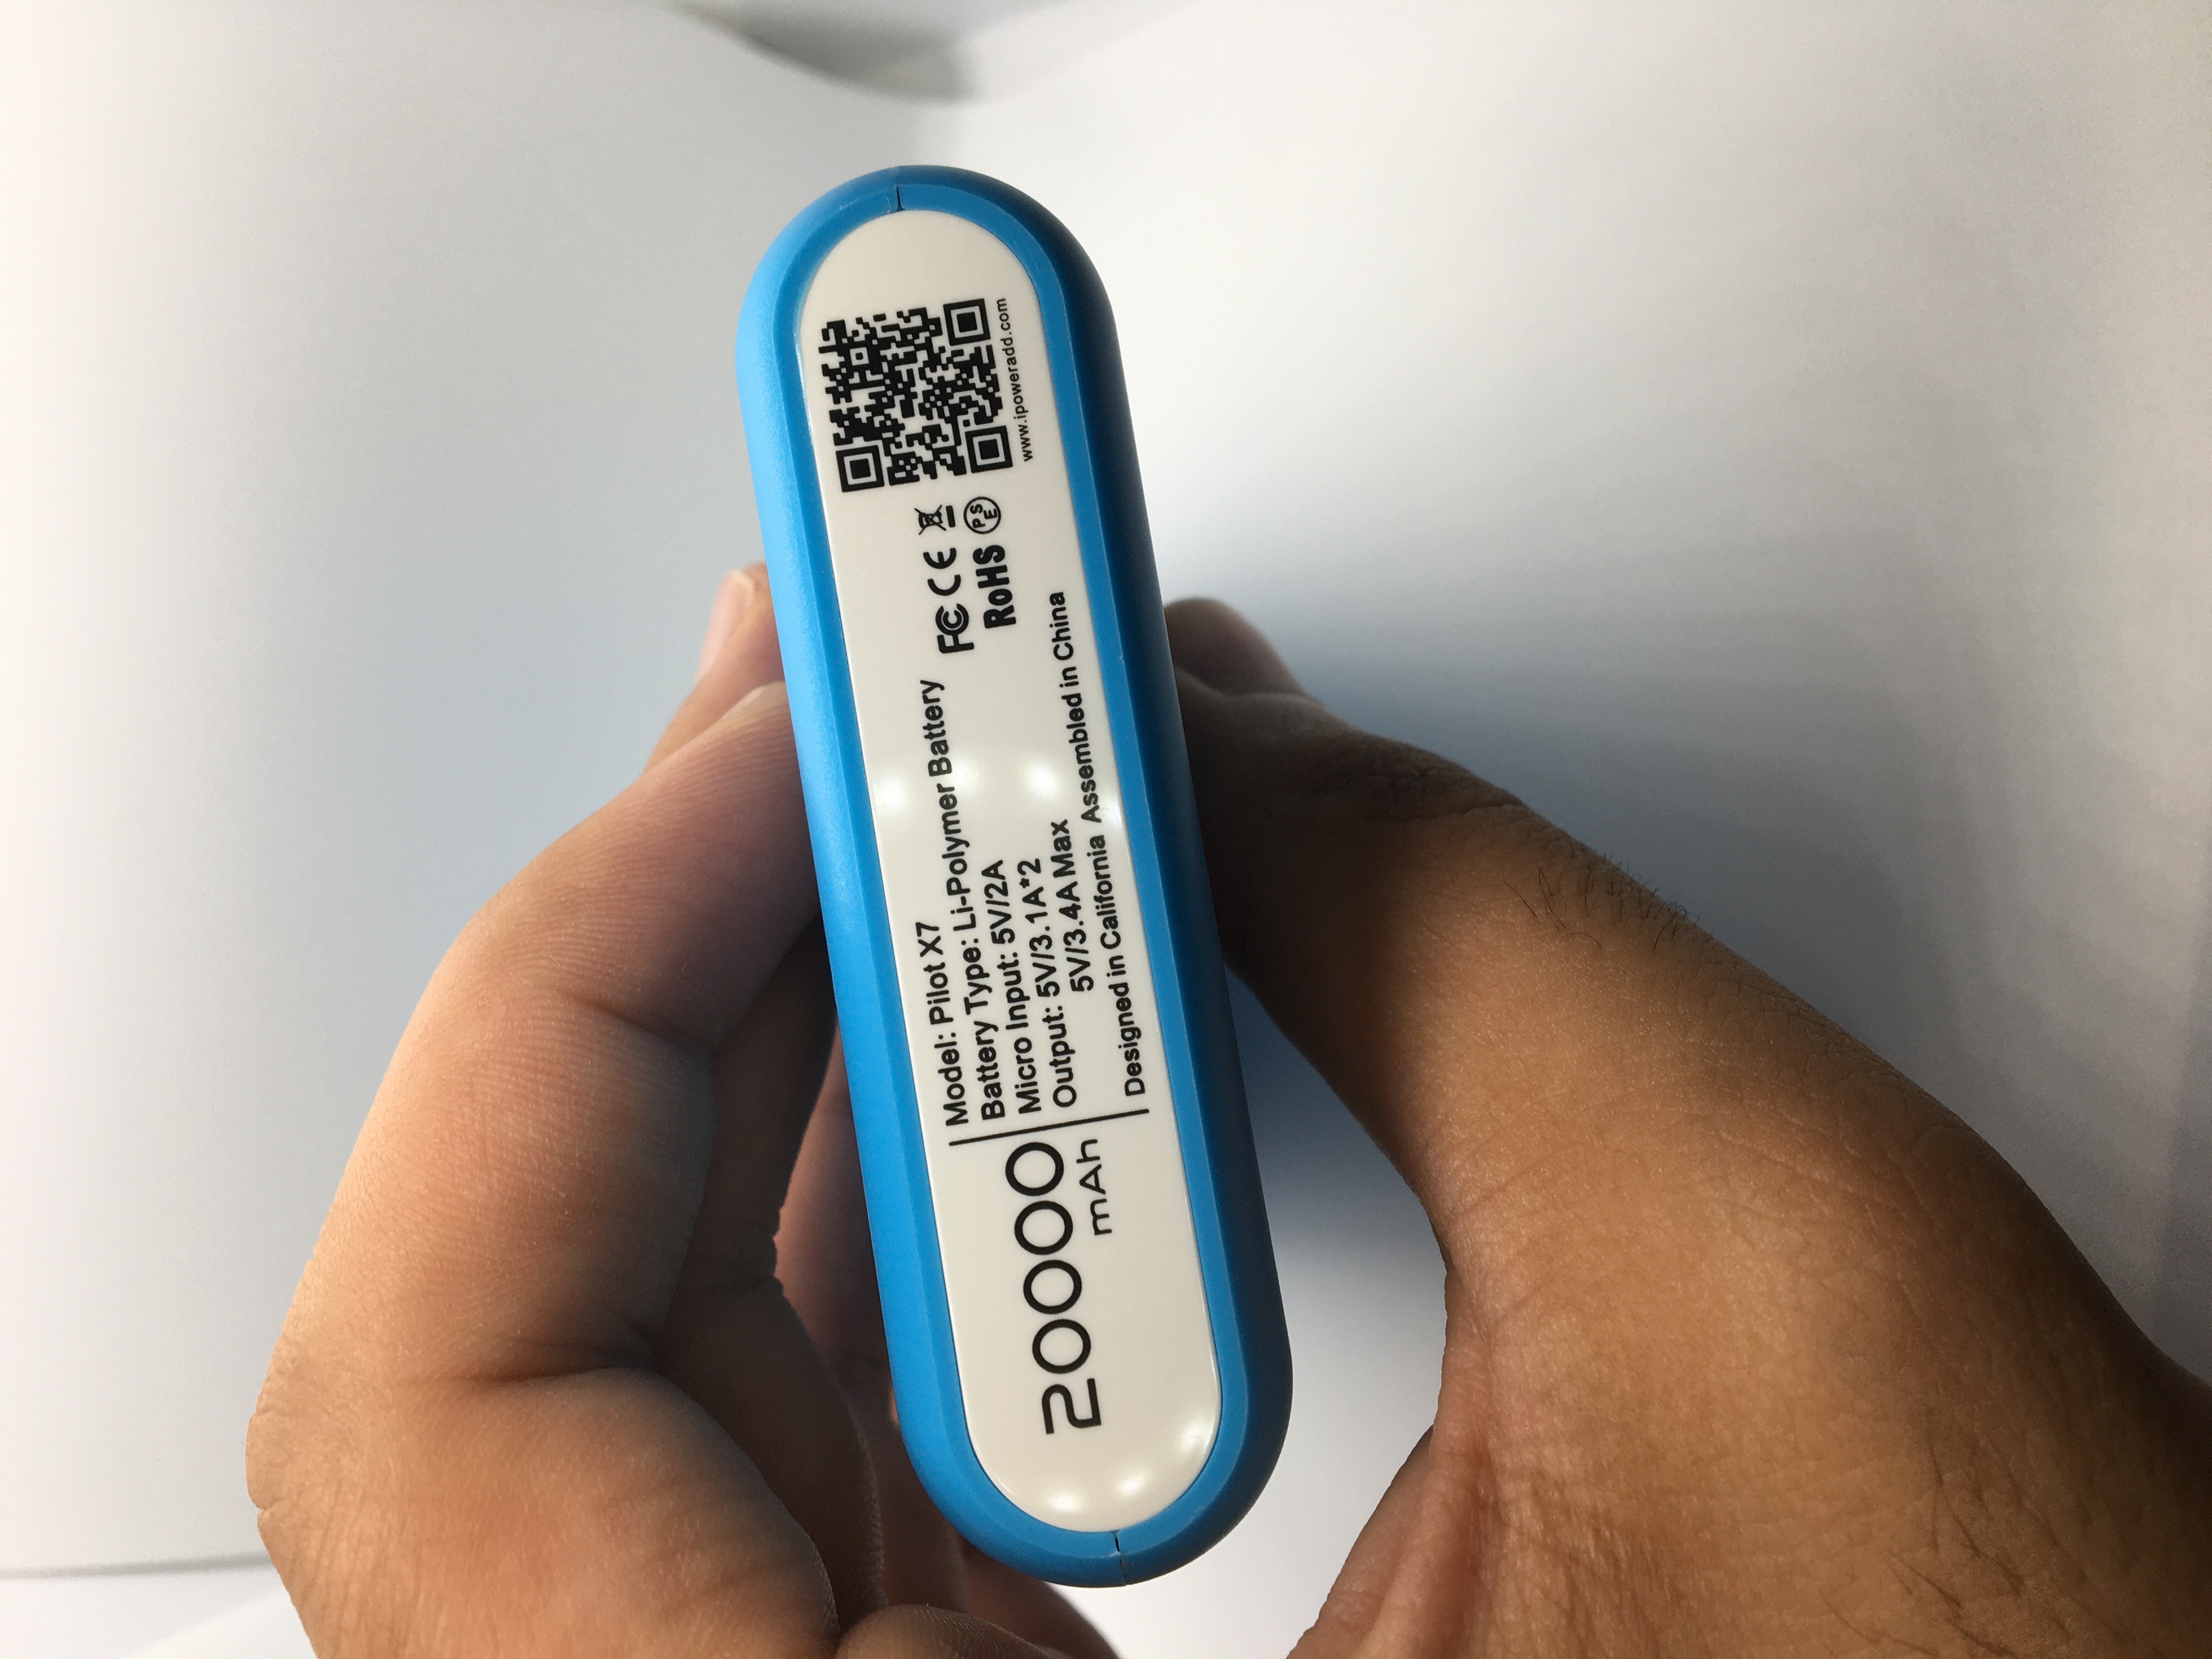 20000
mAh
Model: Pilot X7
Battery Type: Li-Polymer Battery
Micro Input: 5V/2A
Output: 5V/3.1A*2
5V/3.4A Max
Designed in California Assembled in China
FC CE
RoHS PSE
www.ipoweradd.com